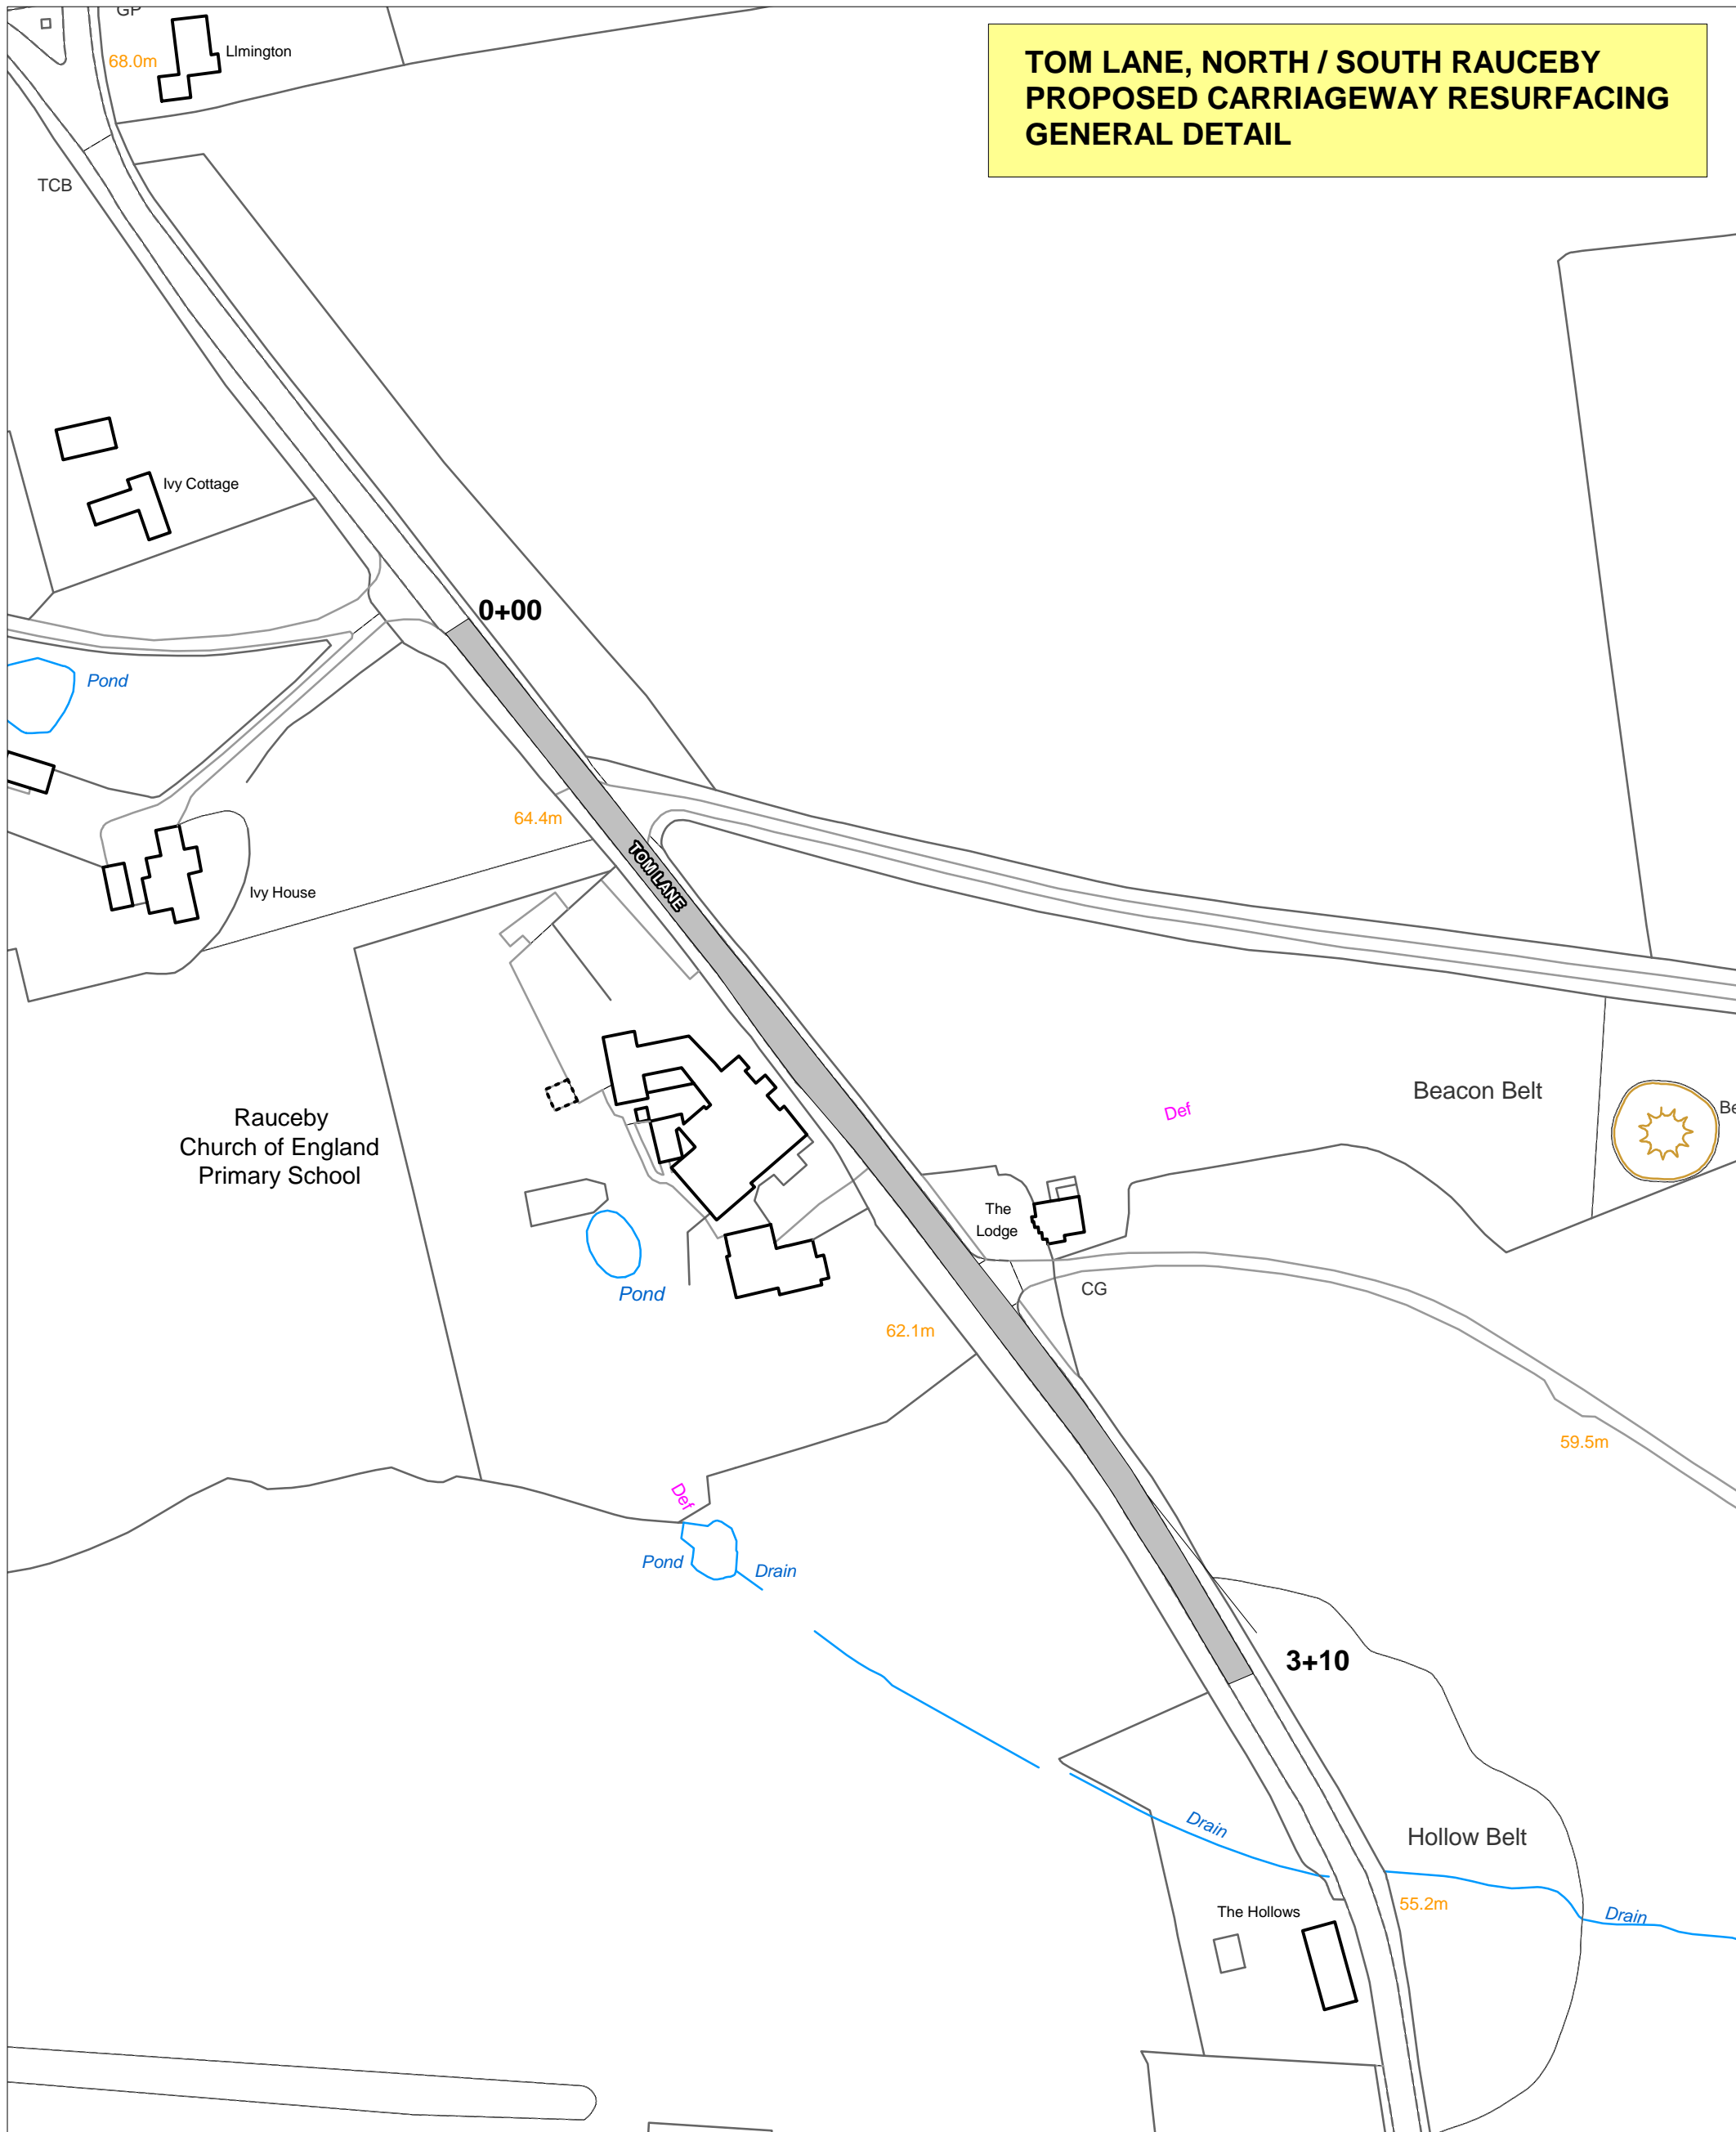 GP
68.0m
LImington
TOM LANE, NORTH / SOUTH RAUCEBY
PROPOSED CARRIAGEWAY RESURFACING
GENERAL DETAIL
TCB
Ivy Cottage
0+00
Pond
64.4m
TOM LANE
Ivy House
Beacon Belt
Def
Rauceby
Church of England
Primary School
The
Lodge
CG
Pond
62.1m
59.5m
Def
Pond
Drain
3+10
Drain
Hollow Belt
55.2m
The Hollows
Drain